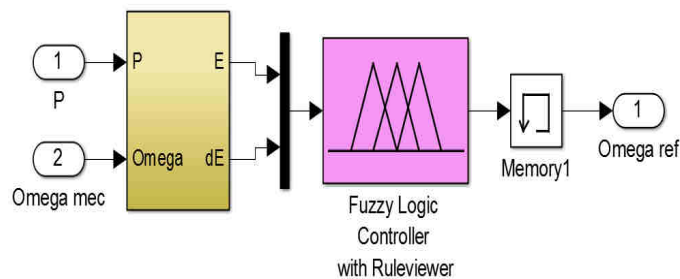 1
P
2
Omega mec
P
E
Omega
dE
Fuzzy Logic
Controller
with Ruleviewer
Memory1
1
Omega ref